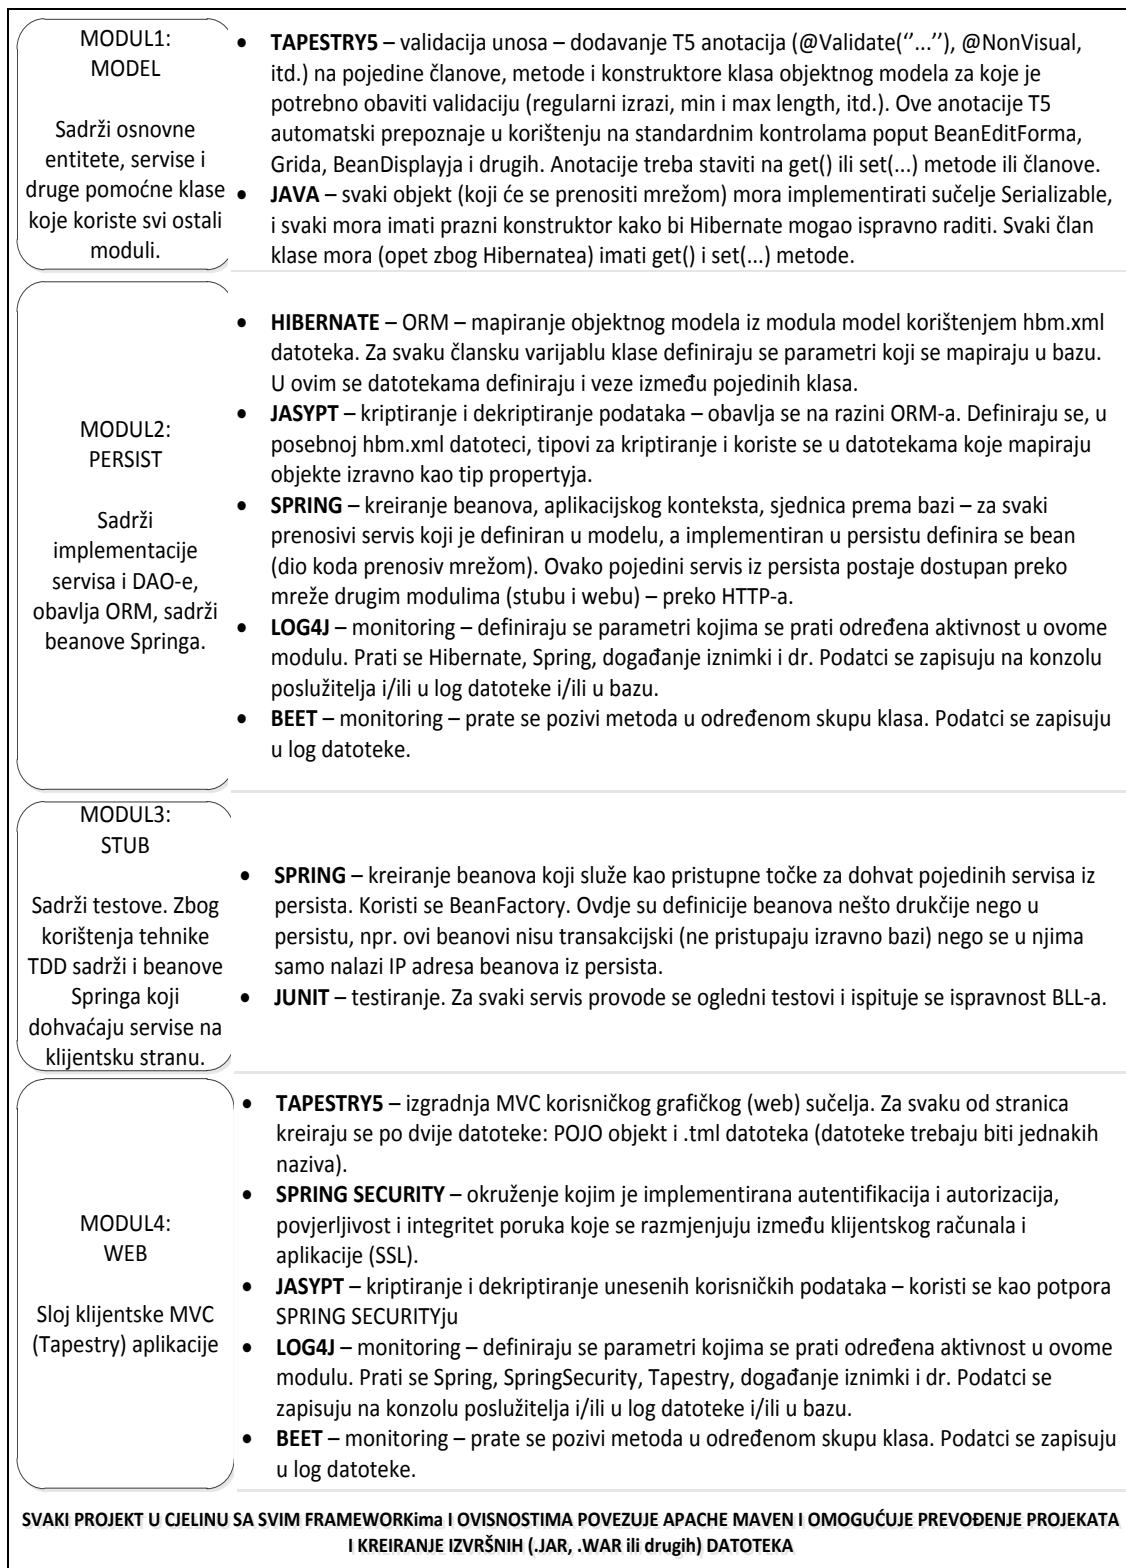 MODUL1:
MODEL
Sadrži osnovne
entitete, servise i
druge pomoćne klase
koje koriste svi ostali
moduli.
• TAPESTRY5 – validacija unosa – dodavanje T5 anotacija (@Validate(‘’...’’), @NonVisual,
itd.) na pojedine članove, metode i konstruktore klasa objektnog modela za koje je
potrebno obaviti validaciju (regularni izrazi, min i max length, itd.). Ove anotacije T5
automatski prepoznaje u korištenju na standardnim kontrolama poput BeanEditForma,
Grida, BeanDisplayja i drugih. Anotacije treba staviti na get() ili set(...) metode ili članove.
• JAVA – svaki objekt (koji će se prenositi mrežom) mora implementirati sučelje Serializable,
i svaki mora imati prazni konstruktor kako bi Hibernate mogao ispravno raditi. Svaki član
klase mora (opet zbog Hibernatea) imati get() i set(...) metode.
MODUL2:
PERSIST
Sadrži
implementacije
servisa i DAO-e,
obavlja ORM, sadrži
beanove Springa.
• HIBERNATE – ORM – mapiranje objektnog modela iz modula model korištenjem hbm.xml
datoteka. Za svaku člansku varijablu klase definiraju se parametri koji se mapiraju u bazu.
U ovim se datotekama definiraju i veze između pojedinih klasa.
• JASYPT – kriptiranje i dekriptiranje podataka – obavlja se na razini ORM-a. Definiraju se, u
posebnoj hbm.xml datoteci, tipovi za kriptiranje i koriste se u datotekama koje mapiraju
objekte izravno kao tip propertyja.
• SPRING – kreiranje beanova, aplikacijskog konteksta, sjednica prema bazi – za svaki
prenosivi servis koji je definiran u modelu, a implementiran u persistu definira se bean
(dio koda prenosiv mrežom). Ovako pojedini servis iz persista postaje dostupan preko
mreže drugim modulima (stubu i webu) – preko HTTP-a.
• LOG4J – monitoring – definiraju se parametri kojima se prati određena aktivnost u ovome
modulu. Prati se Hibernate, Spring, događanje iznimki i dr. Podatci se zapisuju na konzolu
poslužitelja i/ili u log datoteke i/ili u bazu.
• BEET – monitoring – prate se pozivi metoda u određenom skupu klasa. Podatci se zapisuju
u log datoteke.
MODUL3:
STUB
Sadrži testove. Zbog
korištenja tehnike
TDD sadrži i beanove
Springa koji
dohvaćaju servise na
klijentsku stranu.
• SPRING – kreiranje beanova koji služe kao pristupne točke za dohvat pojedinih servisa iz
persista. Koristi se BeanFactory. Ovdje su definicije beanova nešto drukčije nego u
persistu, npr. ovi beanovi nisu transakcijski (ne pristupaju izravno bazi) nego se u njima
samo nalazi IP adresa beanova iz persista.
• JUNIT – testiranje. Za svaki servis provode se ogledni testovi i ispituje se ispravnost BLL-a.
MODUL4:
WEB
Sloj klijentske MVC
(Tapestry) aplikacije
• TAPESTRY5 – izgradnja MVC korisničkog grafičkog (web) sučelja. Za svaku od stranica
kreiraju se po dvije datoteke: POJO objekt i .tml datoteka (datoteke trebaju biti jednakih
naziva).
• SPRING SECURITY – okruženje kojim je implementirana autentifikacija i autorizacija,
povjerljivost i integritet poruka koje se razmjenjuju između klijentskog računala i
aplikacije (SSL).
• JASYPT – kriptiranje i dekriptiranje unesenih korisničkih podataka – koristi se kao potpora
SPRING SECURITYju
• LOG4J – monitoring – definiraju se parametri kojima se prati određena aktivnost u ovome
modulu. Prati se Spring, SpringSecurity, Tapestry, događanje iznimki i dr. Podatci se
zapisuju na konzolu poslužitelja i/ili u log datoteke i/ili u bazu.
• BEET – monitoring – prate se pozivi metoda u određenom skupu klasa. Podatci se zapisuju
u log datoteke.
SVAKI PROJEKT U CJELINU SA SVIM FRAMEWORKima I OVISNOSTIMA POVEZUJE APACHE MAVEN I OMOGUĆUJE PREVOĐENJE PROJEKATA
I KREIRANJE IZVRŠNIH (.JAR, .WAR ili drugih) DATOTEKA